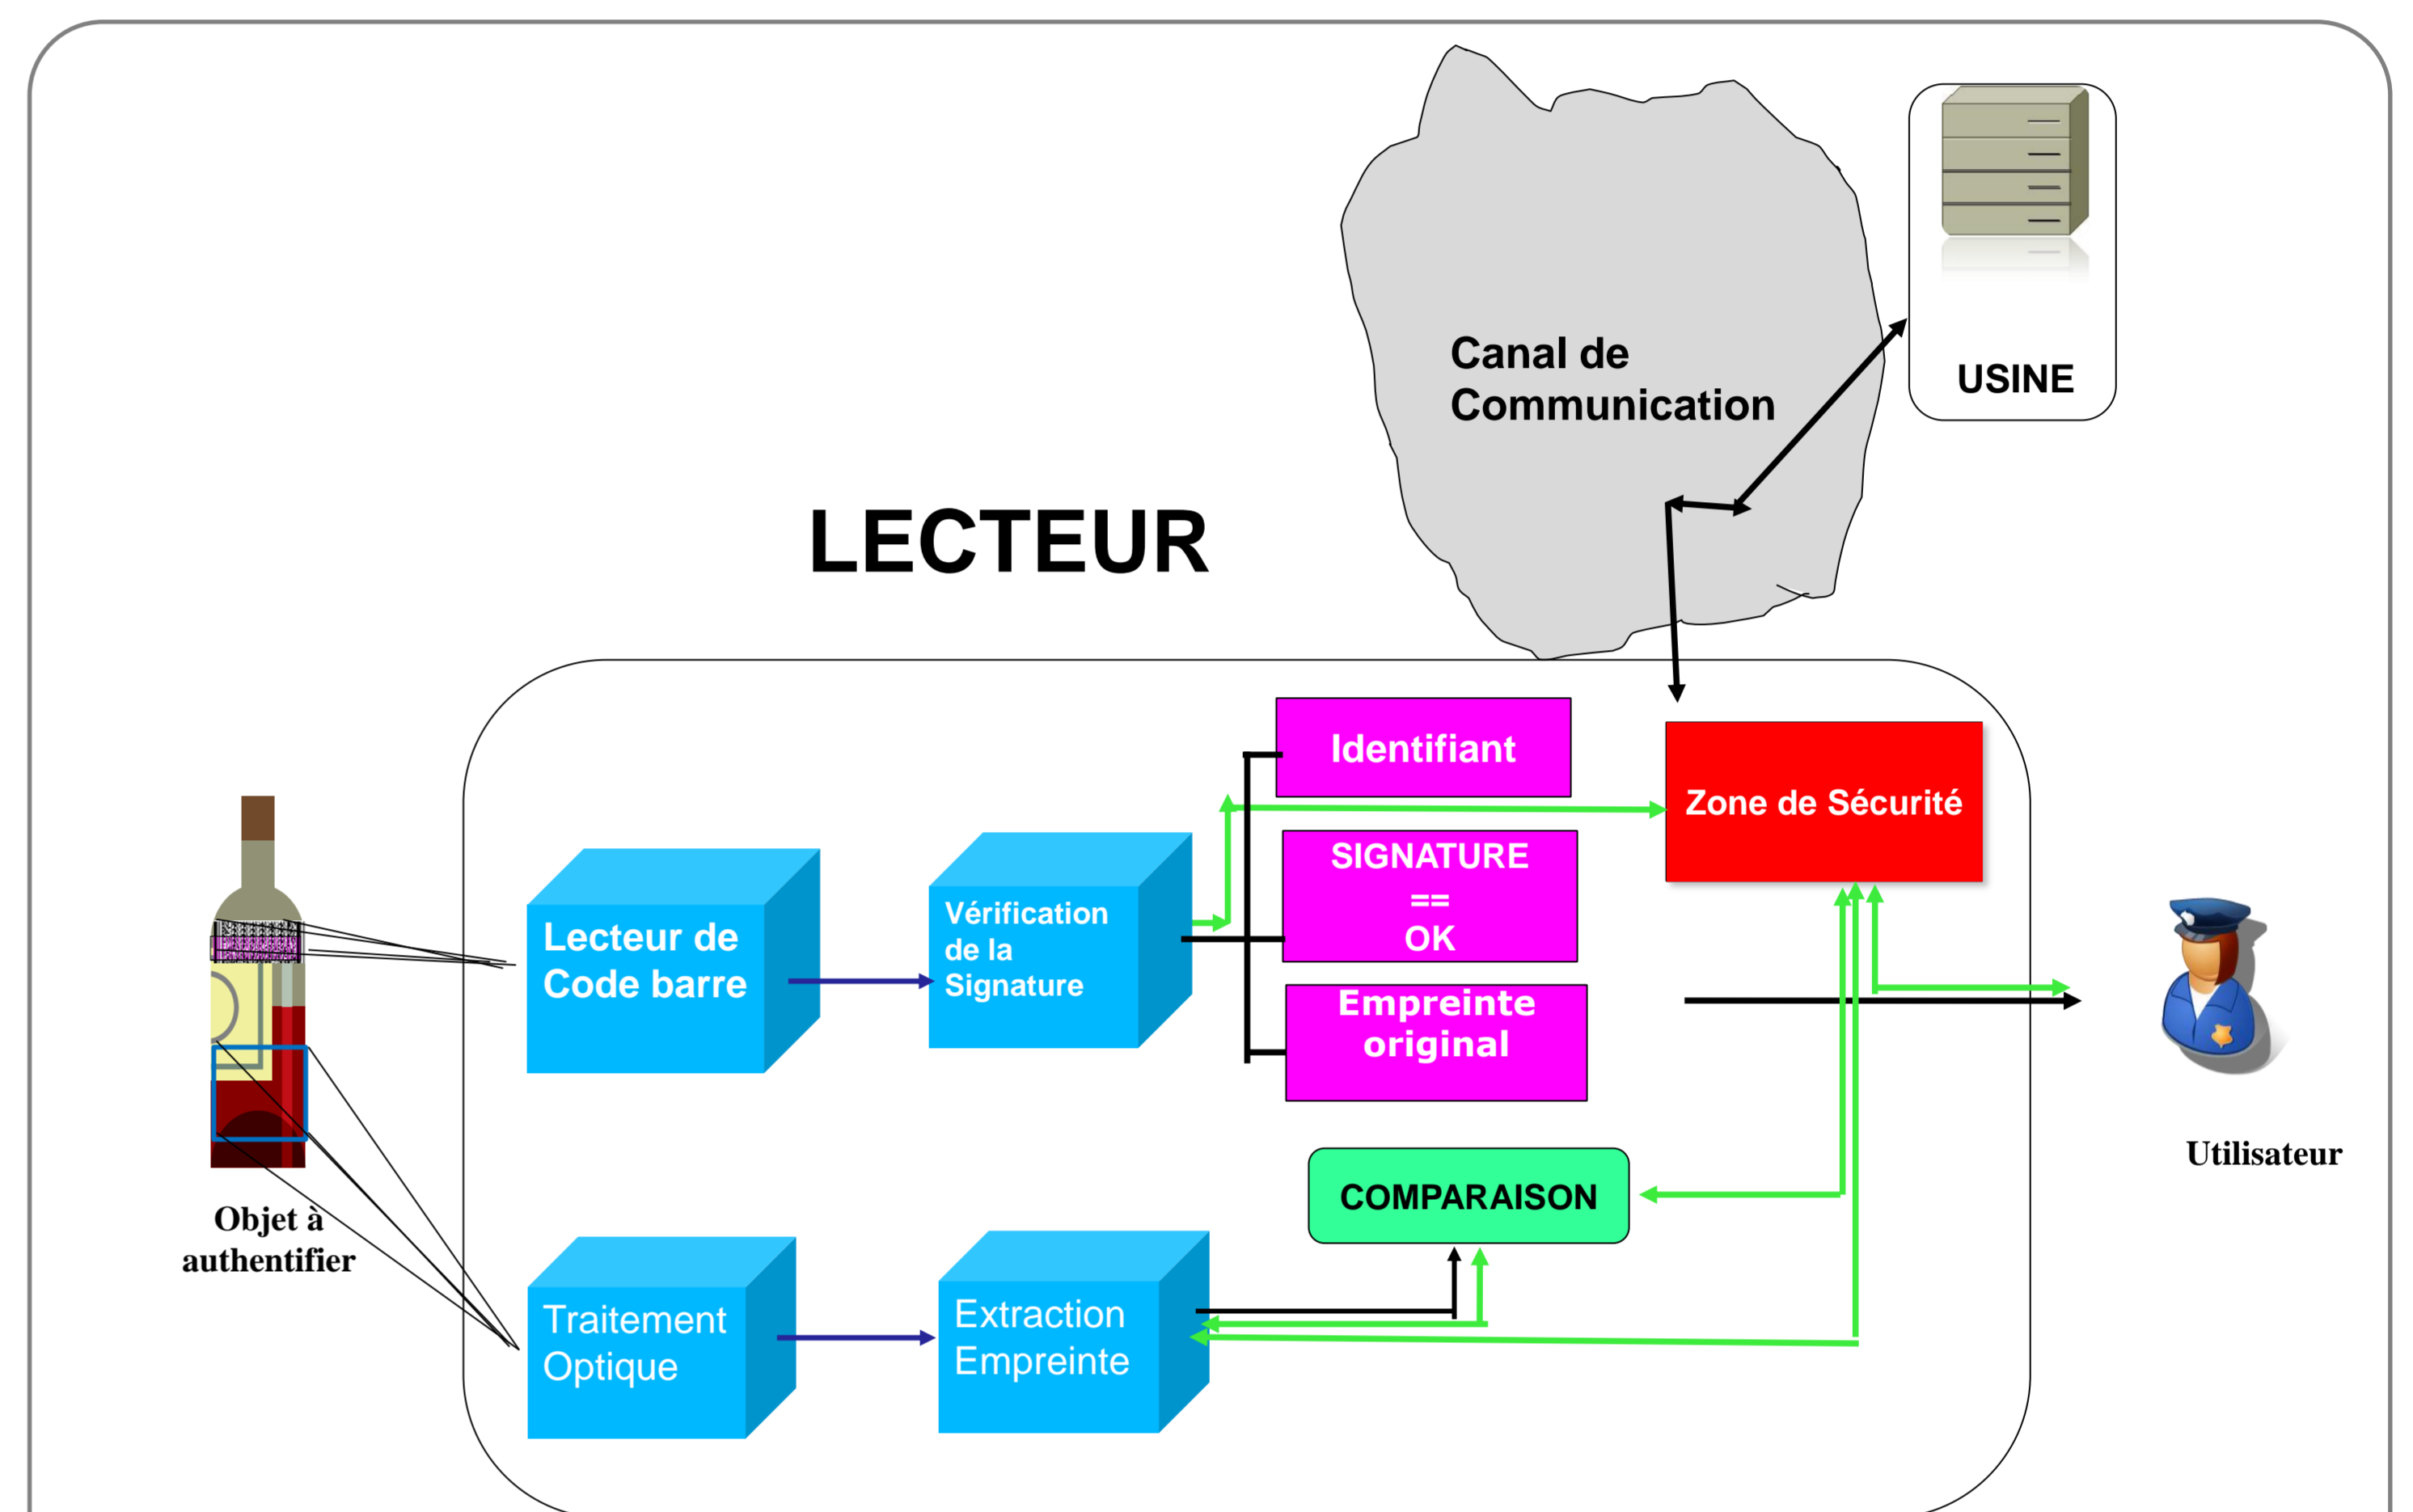 Canal de
Communication
USINE
LECTEUR
Identifiant
Zone de Sécurité
SIGNATURE
==
OK
Vérification
de la
Signature
Lecteur de
Code barre
Empreinte
original
Utilisateur
COMPARAISON
Objet à
authentifier
Traitement
Optique
Extraction
Empreinte